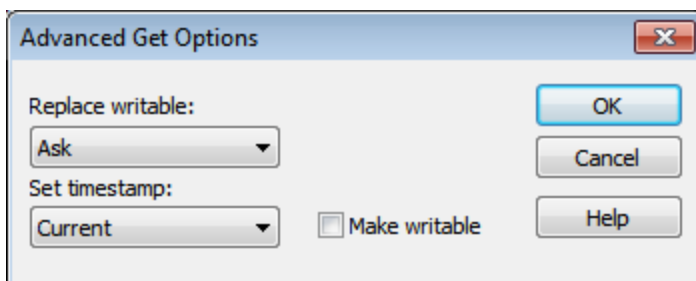 Advanced Get Options
Replace writable:
OK
Ask
Cancel
Set timestamp:
Current
Make writable
Help